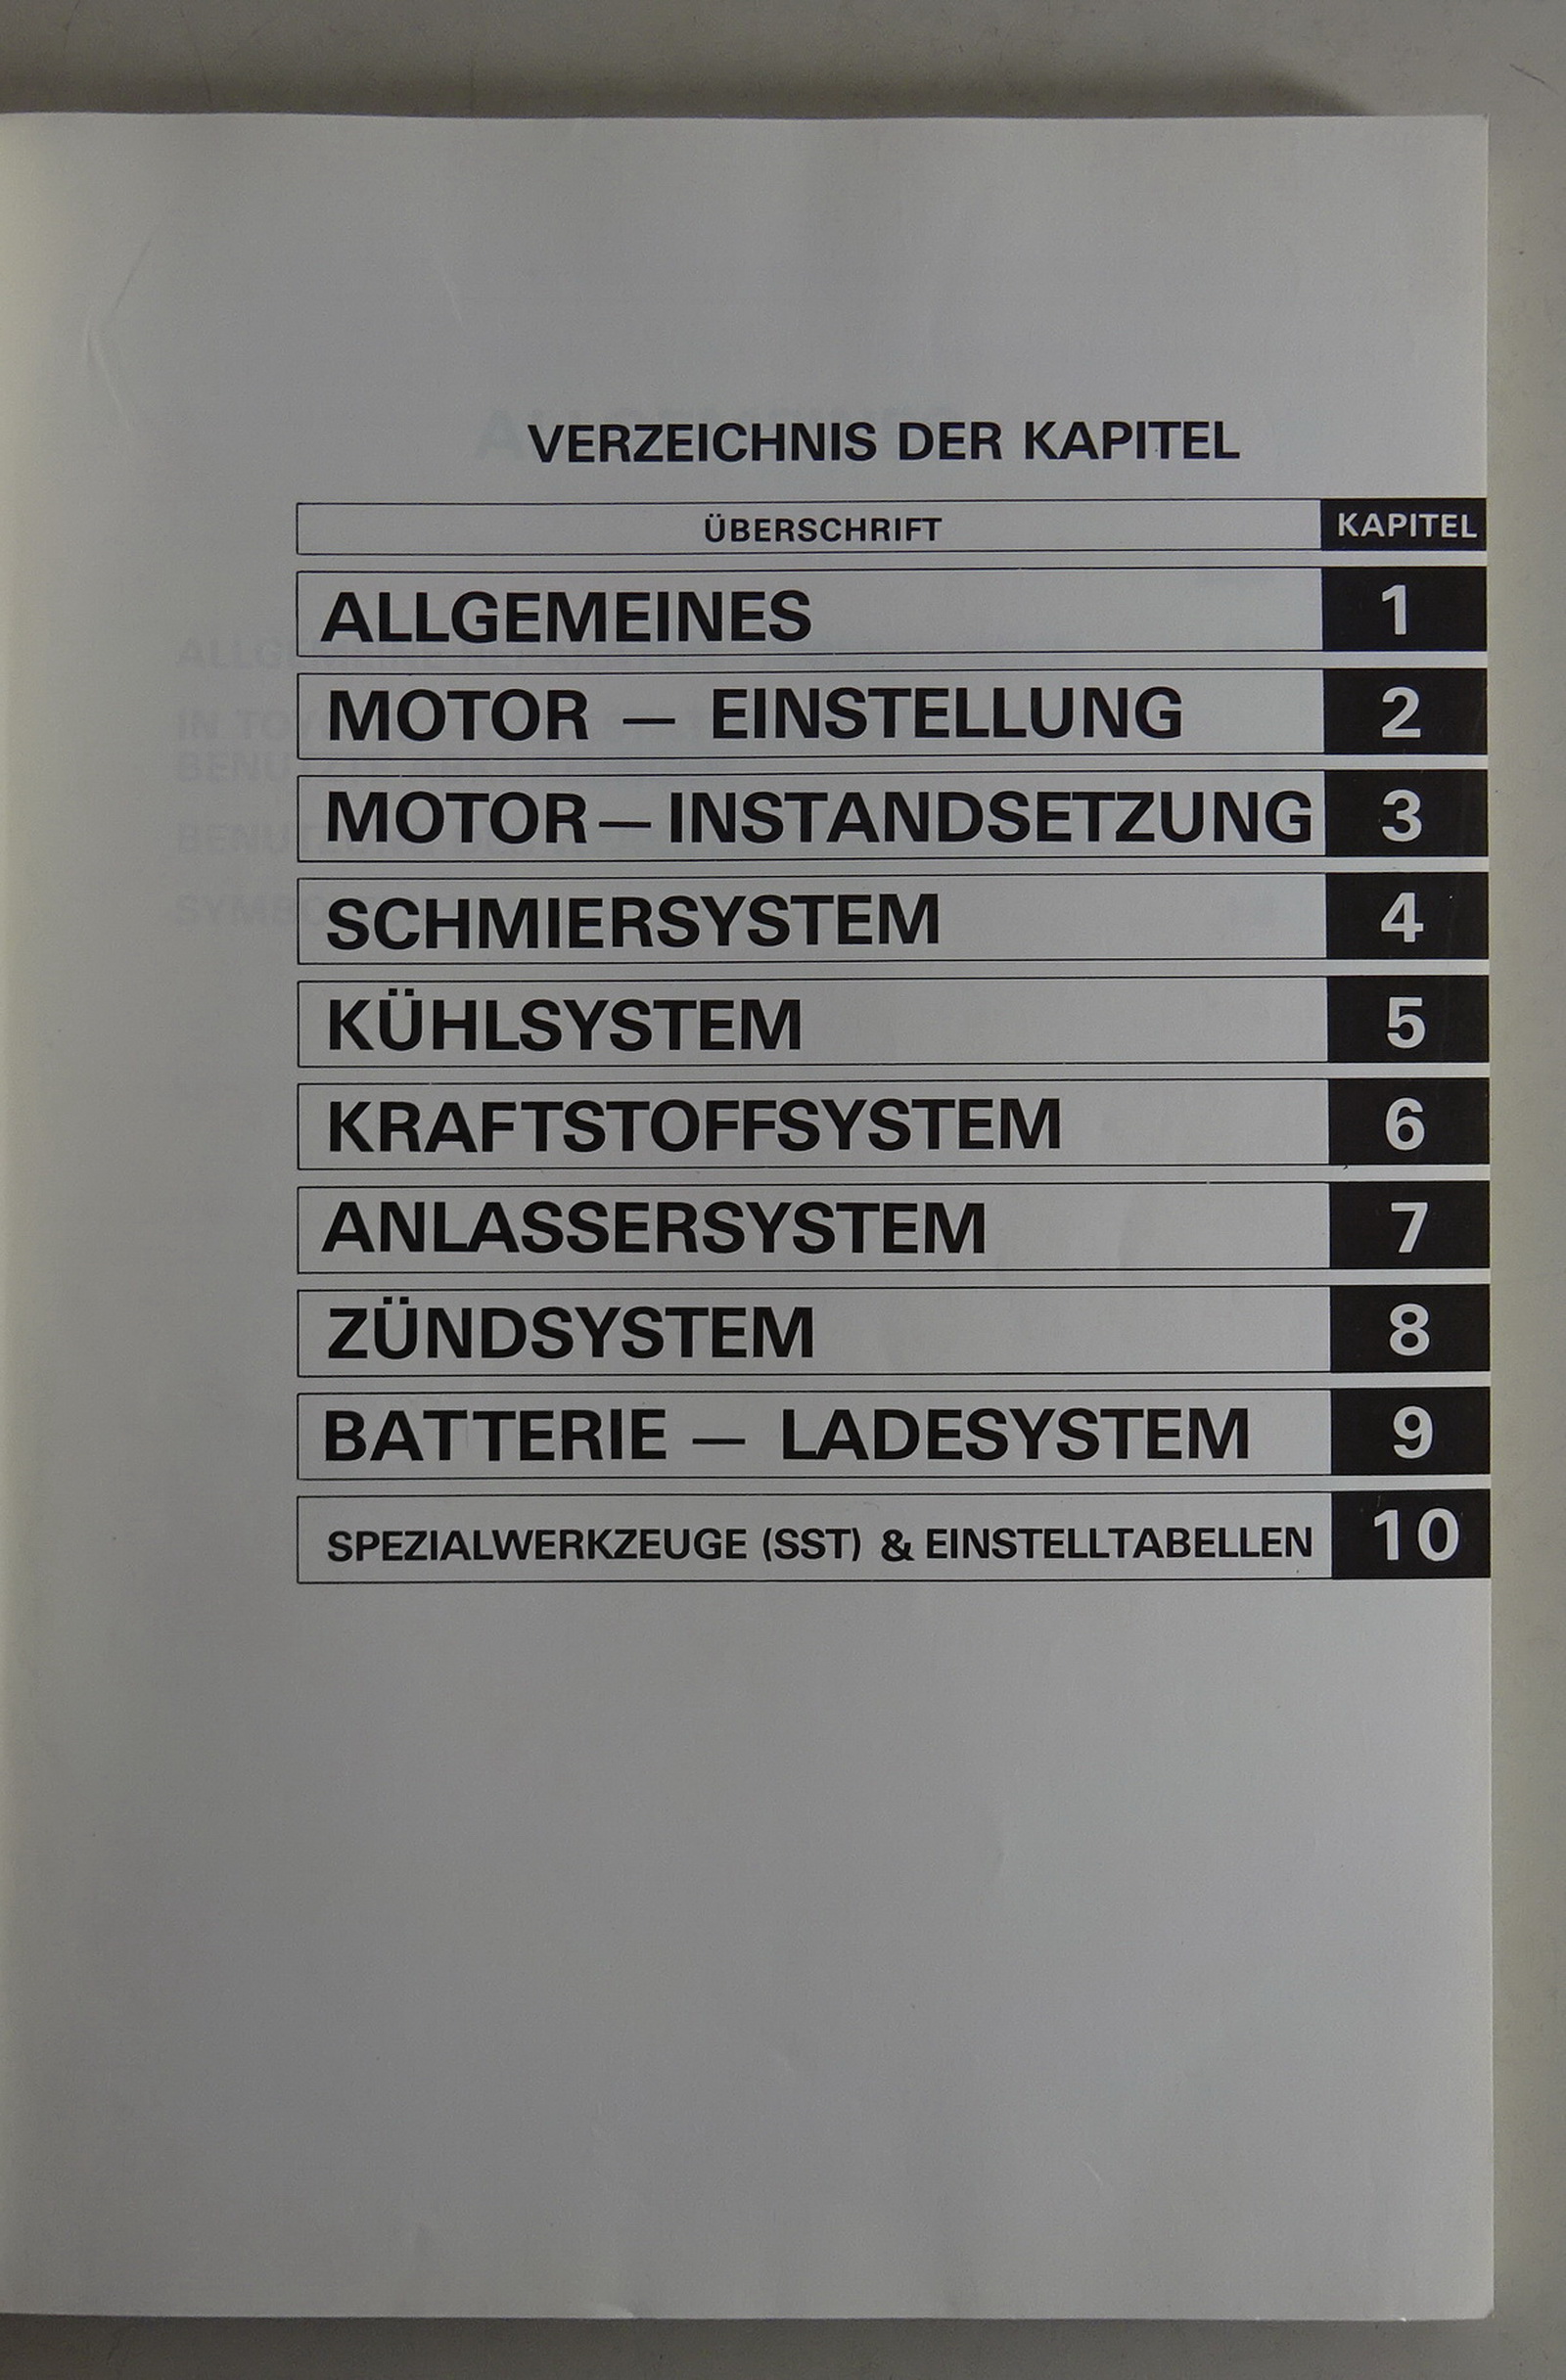 VERZEICHNIS DER KAPITEL
ÜBERSCHRIFT KAPITEL
ALLGEMEINES 1
MOTOR — EINSTELLUNG 2
MOTOR — INSTANDSETZUNG 3
SCHMIERSYSTEM 4
KÜHLSYSTEM 5
KRAFTSTOFFSYSTEM 6
ANLASSERSYSTEM 7
ZÜNDSYSTEM 8
BATTERIE — LADESYSTEM 9
SPEZIALWERKZEUGE (SST) & EINSTELLTABELLEN 10